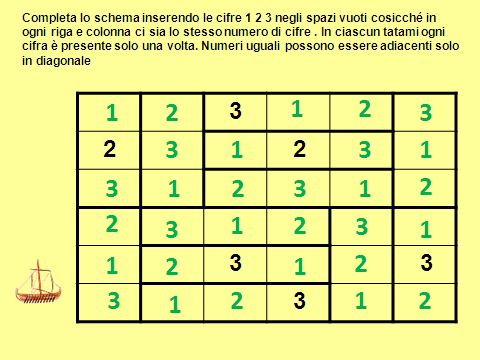 Completa lo schema inserendo le cifre 1 2 3 negli spazi vuoti cosicché in
ogni riga e colonna ci sia lo stesso numero di cifre . In ciascun tatami ogni
cifra è presente solo una volta. Numeri uguali possono essere adiacenti solo
in diagonale
1 2 3 1 2 3
2 3 1 2 3 1
3 1 2 3 1 2
2 3 1 2 3 1
1 2 3 1 2 3
3 1 2 3 1 2